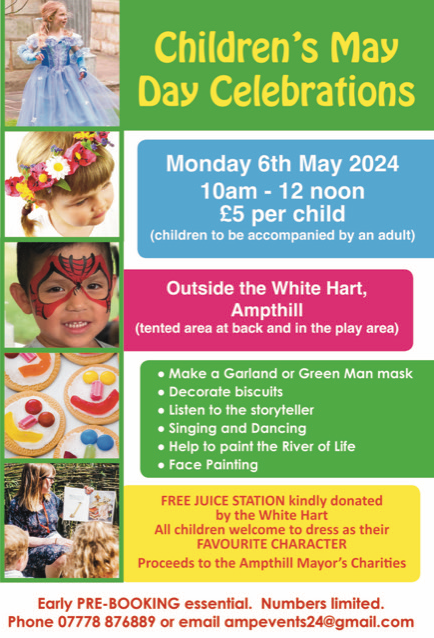 Children's May
Day Celebrations
Monday 6th May 2024
10am - 12 noon
£5 per child
(children to be accompanied by an adult)
Outside the White Hart,
Ampthill
(tented area at back and in the play area)
● Make a Garland or Green Man mask
● Decorate biscuits
● Listen to the storyteller
● Singing and Dancing
● Help to paint the River of Life
● Face Painting
FREE JUICE STATION kindly donated
by the White Hart
All children welcome to dress as their
FAVOURITE CHARACTER
Proceeds to the Ampthill Mayor's Charities
Early PRE-BOOKING essential. Numbers limited.
Phone 07778 876889 or email ampevents24@gmail.com